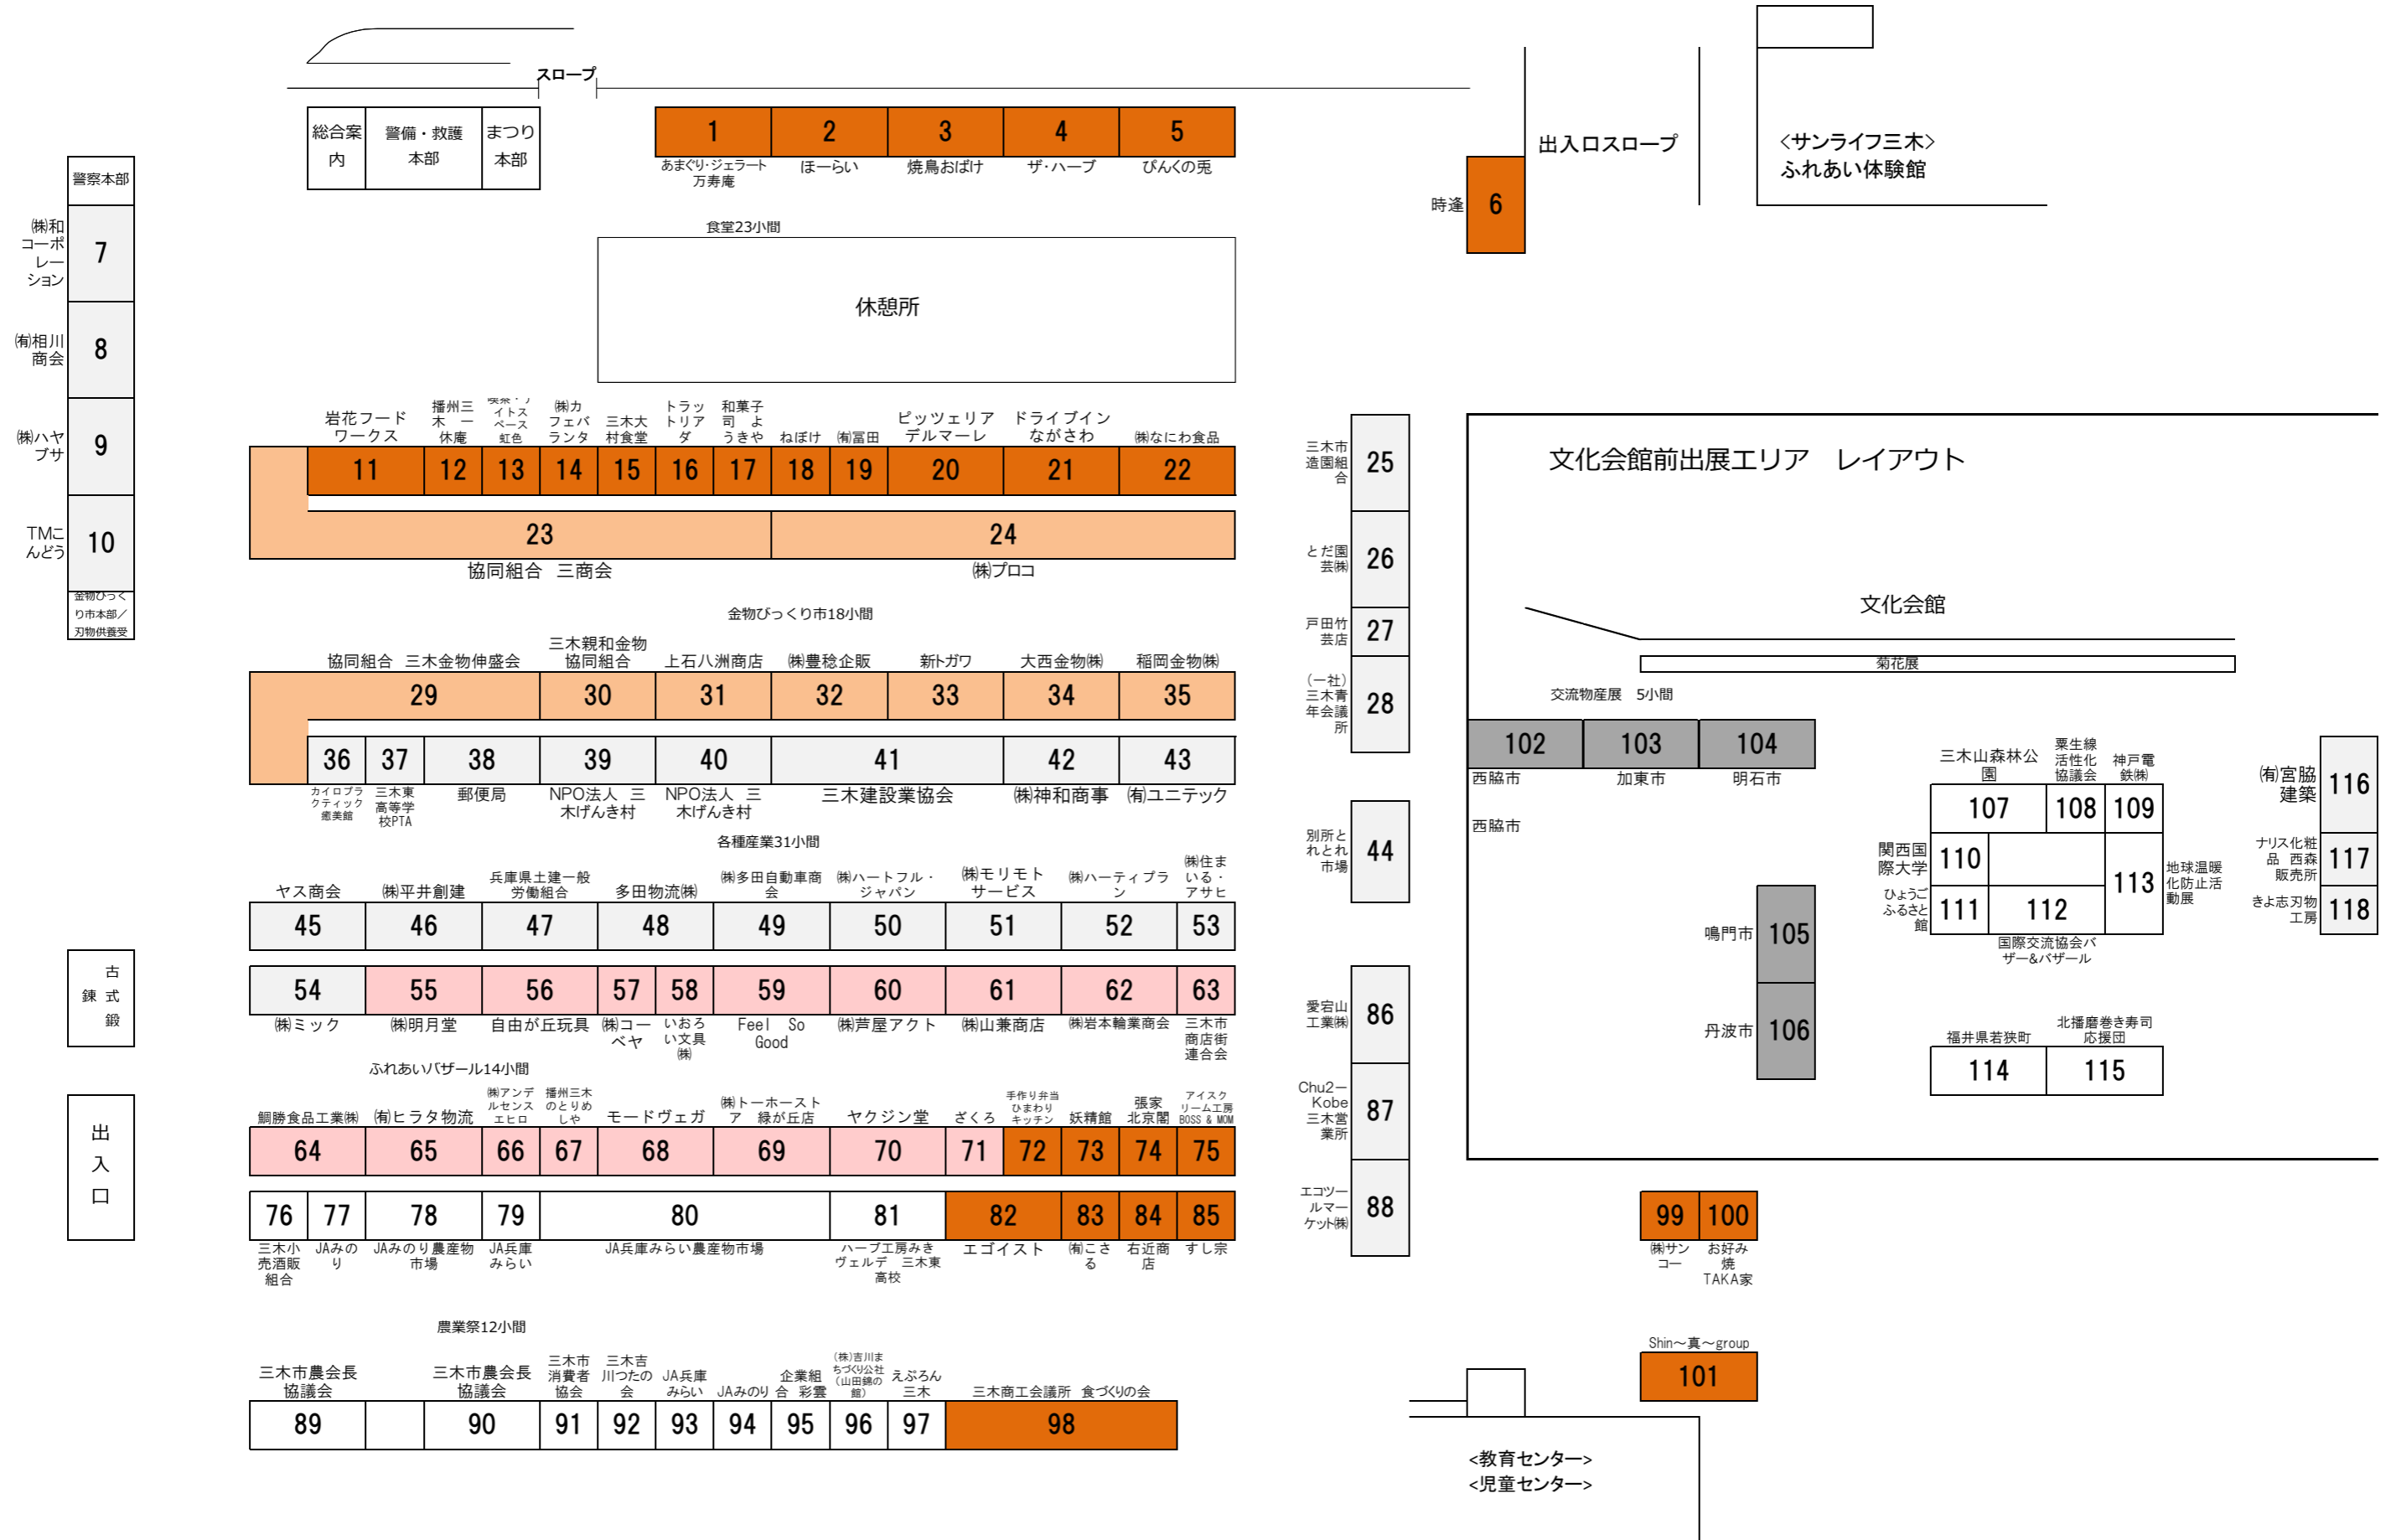 スロープ
総合案
内
警備・救護
本部
まつり
本部
1
2
3
4
5
あまぐり・ジェラート
万寿庵
ほーらい
焼鳥おばけ
ザ・ハーブ
ぴんくの兎
時逢
6
出入口スロープ
<サンライフ三木>
ふれあい体験館
警察本部
㈱和
コーポ
レー
ション
7
㈲相川
商会
8
㈱ハヤ
ブサ
9
TMこ
んどう
10
金物びっく
り市本部／
刃物供養受
食堂23小間
休憩所
岩花フード
ワークス
播州三
木 一
休庵
イトス
ペース
虹色
㈱カ
フェバ
ランタ
三木大
村食堂
トラッ
トリア
ダ
和菓子
司 よ
うきや
ねぼけ
㈲冨田
ピッツェリア
デルマーレ
ドライブイン
ながさわ
㈱なにわ食品
11
12
13
14
15
16
17
18
19
20
21
22
23
24
協同組合 三商会
㈱プロコ
金物びっくり市18小間
協同組合 三木金物伸盛会
三木親和金物
協同組合
上石八洲商店
㈱豊稔企販
新トガワ
大西金物㈱
稲岡金物㈱
29
30
31
32
33
34
35
36
37
38
39
40
41
42
43
カイロプラ
クティック
癒美館
三木東
高等学
校PTA
郵便局
NPO法人 三
木げんき村
NPO法人 三
木げんき村
三木建設業協会
㈱神和商事
㈲ユニテック
各種産業31小間
ヤス商会
㈱平井創建
兵庫県土建一般
労働組合
多田物流㈱
㈱多田自動車商
会
㈱ハートフル・
ジャパン
㈱モリモト
サービス
㈱ハーティプラ
ン
㈱住ま
いる・
アサヒ
45
46
47
48
49
50
51
52
53
54
55
56
57
58
59
60
61
62
63
㈱ミック
㈱明月堂
自由が丘玩具
㈱コー
ベヤ
いおろ
い文具
㈱
Feel So
Good
㈱芦屋アクト
㈱山兼商店
㈱岩本輪業商会
三木市
商店街
連合会
古
錬 式
鍛
出
入
口
ふれあいバザール14小間
鯛勝食品工業㈱
㈲ヒラタ物流
㈱アンデ
ルセンス
エヒロ
播州三木
のとりめ
しや
モードヴェガ
㈱トーホースト
ア 緑が丘店
ヤクジン堂
ざくろ
手作り弁当
ひまわり
キッチン
妖精館
張家
北京閣
アイスク
リーム工房
BOSS & MOM
64
65
66
67
68
69
70
71
72
73
74
75
76
77
78
79
80
81
82
83
84
85
三木小
売酒販
組合
JAみの
り
JAみのり農産物
市場
JA兵庫
みらい
JA兵庫みらい農産物市場
ハーブ工房みき
ヴェルデ 三木東
高校
エゴイスト
㈲こさ
る
右近商
店
すし宗
農業祭12小間
三木市農会長
協議会
三木市農会長
協議会
三木市
消費者
協会
三木吉
川つたの
会
JA兵庫
みらい
JAみのり
企業組
合 彩雲
(株)吉川ま
ちづくり公社
(山田錦の
館)
えぷろん
三木
三木商工会議所 食づくりの会
89
90
91
92
93
94
95
96
97
98
三木市
造園組
合
25
とだ園
芸㈱
26
戸田竹
芸店
27
(一社)
三木青
年会議
所
28
別所と
れとれ
市場
44
愛宕山
工業㈱
86
Chu2ー
Kobe
三木営
業所
87
エコツー
ルマー
ケット㈱
88
文化会館前出展エリア レイアウト
文化会館
菊花展
交流物産展 5小間
102
103
104
西脇市
加東市
明石市
西脇市
鳴門市
105
丹波市
106
三木山森林公
園
粟生線
活性化
協議会
神戸電
鉄㈱
107
108
109
関西国
際大学
110
ひょうご
ふるさと
館
111
112
113
地球温暖
化防止活
動展
国際交流協会バ
ザー&バザール
福井県若狭町
北播磨巻き寿司
応援団
114
115
㈲宮脇
建築
116
ナリス化粧
品 西森
販売所
117
きよ志刃物
工房
118
99
100
㈱サン
コー
お好み
焼
TAKA家
Shin～真～group
101
<教育センター>
<児童センター>